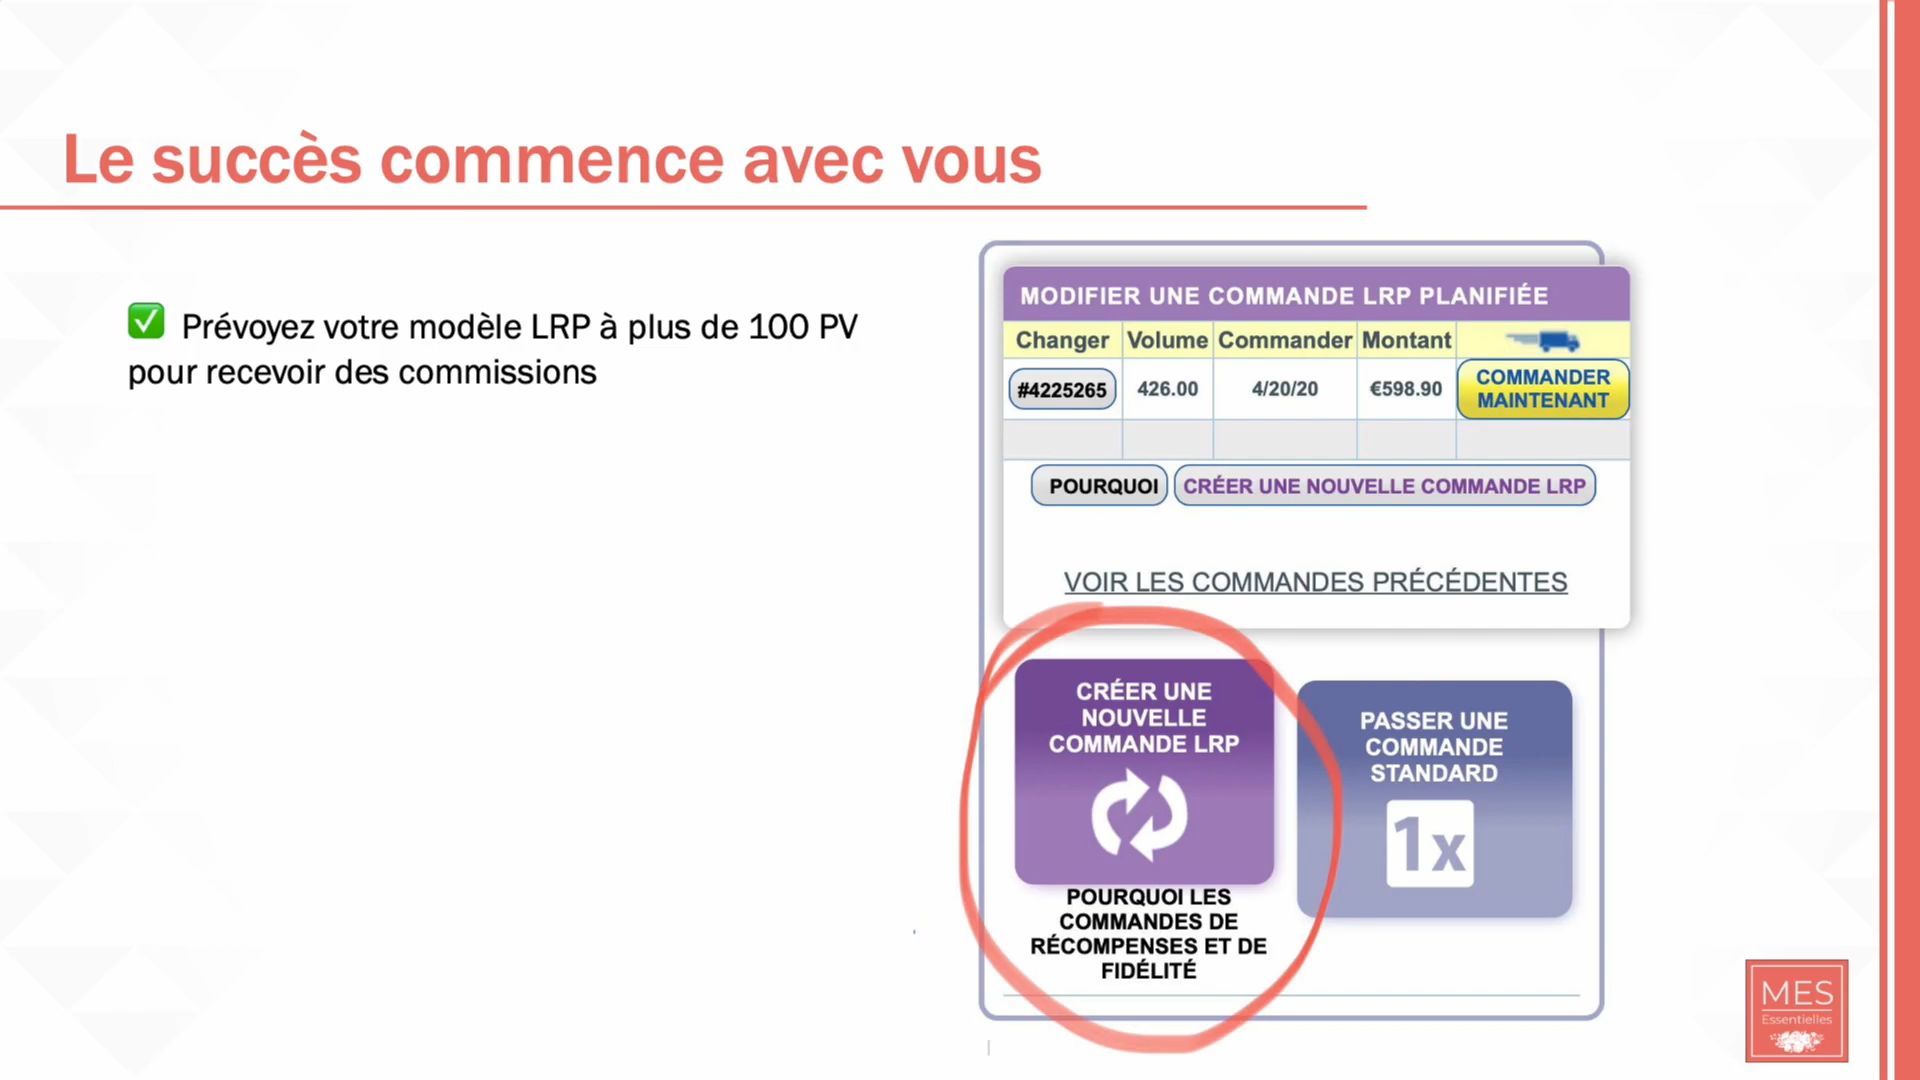 Le succès commence avec vous
✅ Prévoyez votre modèle LRP à plus de 100 PV
pour recevoir des commissions
MODIFIER UNE COMMANDE LRP PLANIFIÉE
Changer Volume Commander Montant
#4225265 426.00 4/20/20 €598.90 COMMANDER
MAINTENANT
POURQUOI CRÉER UNE NOUVELLE COMMANDE LRP
VOIR LES COMMANDES PRÉCÉDENTES
CRÉER UNE
NOUVELLE
COMMANDE LRP
POURQUOI LES
COMMANDES DE
RÉCOMPENSES ET DE
FIDÉLITÉ
PASSER UNE
COMMANDE
STANDARD
1x
MES
Essentielles